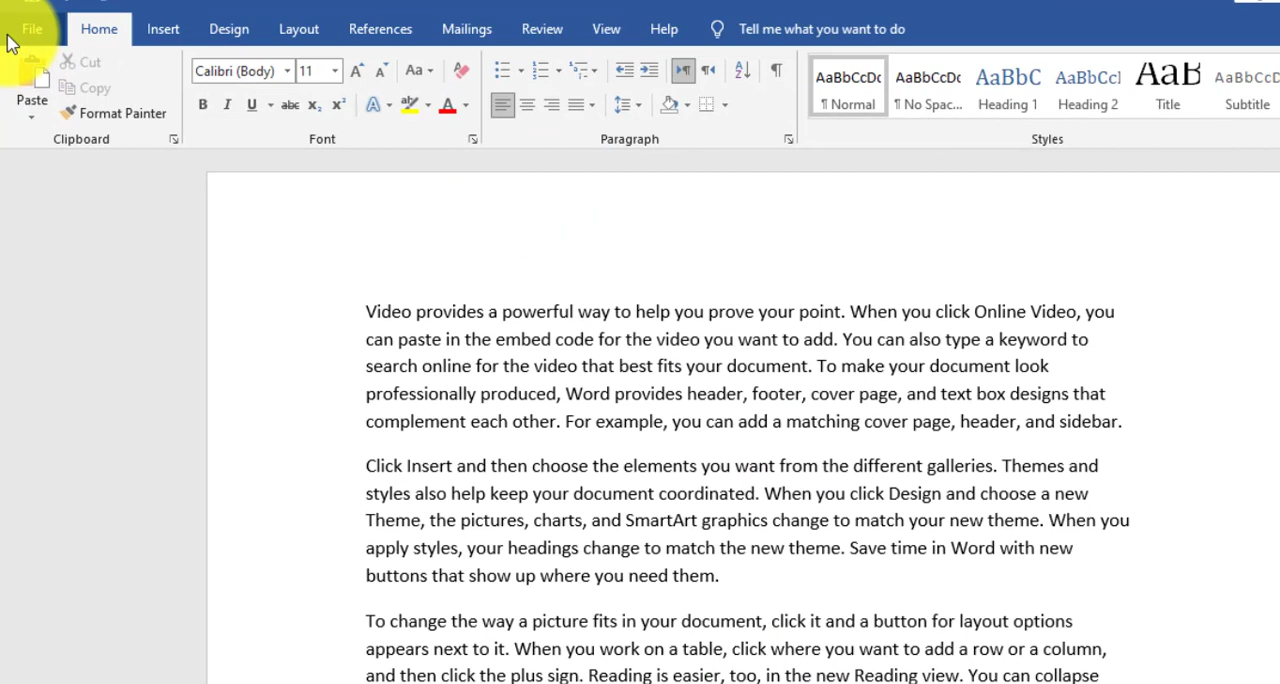 File Home Insert Design Layout References Mailings Review View Help Tell me what you want to do
Paste Cut Copy Format Painter Clipboard
Calibri (Body) 11 Aa B I U abc X₂ X² A A Font
Paragraph
AaBbCcDc AaBbCcDc AaBbC AaBbCcl AaB AaBbCcD
¶ Normal ¶ No Spac... Heading 1 Heading 2 Title Subtitle
Styles
Video provides a powerful way to help you prove your point. When you click Online Video, you
can paste in the embed code for the video you want to add. You can also type a keyword to
search online for the video that best fits your document. To make your document look
professionally produced, Word provides header, footer, cover page, and text box designs that
complement each other. For example, you can add a matching cover page, header, and sidebar.
Click Insert and then choose the elements you want from the different galleries. Themes and
styles also help keep your document coordinated. When you click Design and choose a new
Theme, the pictures, charts, and SmartArt graphics change to match your new theme. When you
apply styles, your headings change to match the new theme. Save time in Word with new
buttons that show up where you need them.
To change the way a picture fits in your document, click it and a button for layout options
appears next to it. When you work on a table, click where you want to add a row or a column,
and then click the plus sign. Reading is easier, too, in the new Reading view. You can collapse